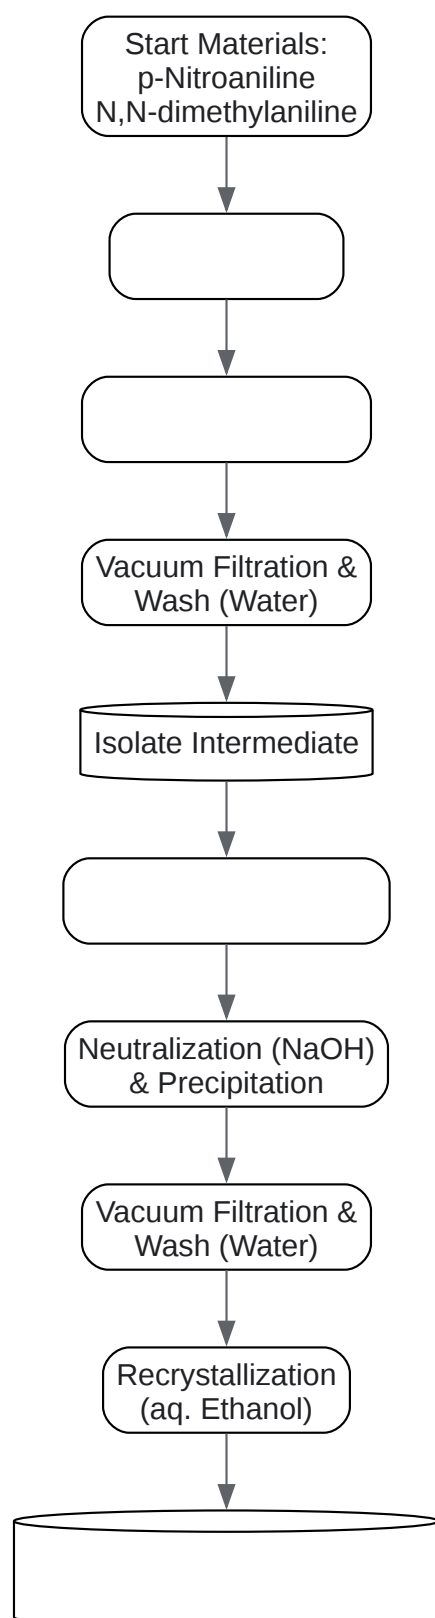 Start Materials:
p-Nitroaniline
N,N-dimethylaniline
Vacuum Filtration &
Wash (Water)
Isolate Intermediate
Neutralization (NaOH)
& Precipitation
Vacuum Filtration &
Wash (Water)
Recrystallization
(aq. Ethanol)